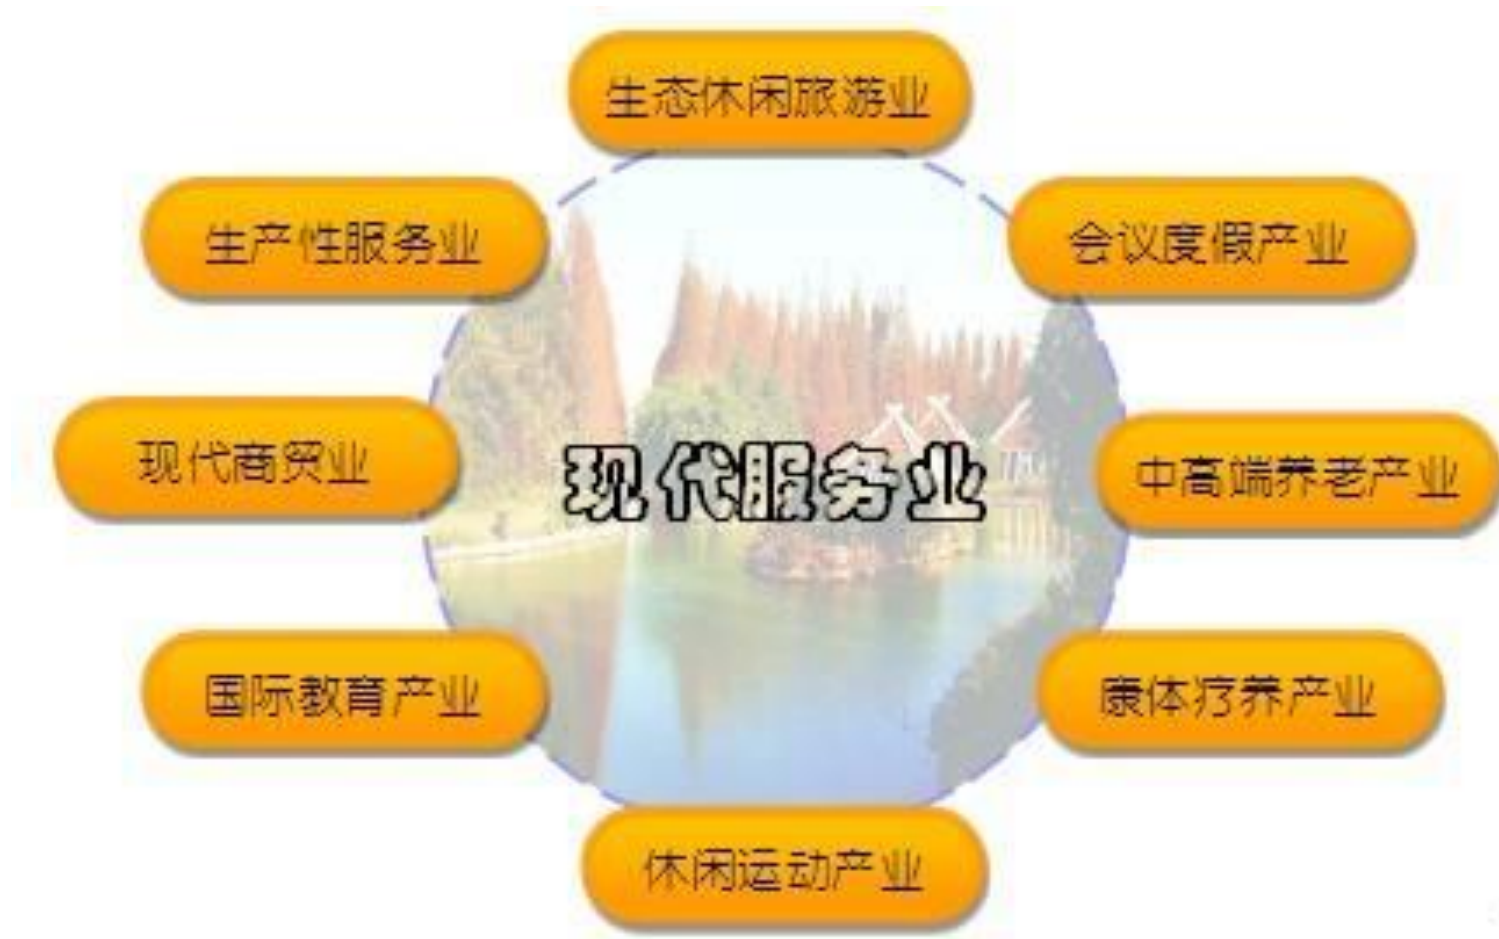 生态休闲旅游业
生产性服务业
会议度假产业
现代商贸业
现代服务业
中高端养老产业
国际教育产业
康体疗养产业
休闲运动产业